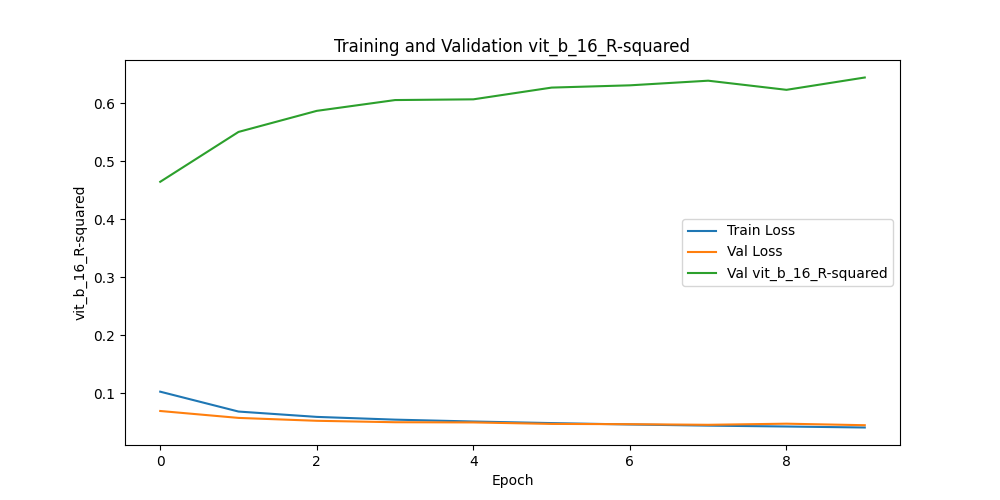 Training and Validation vit_b_16_R-squared
vit_b_16_R-squared
0.6
0.5
0.4
0.3
0.2
0.1
Train Loss
Val Loss
Val vit_b_16_R-squared
0
2
4
6
8
Epoch